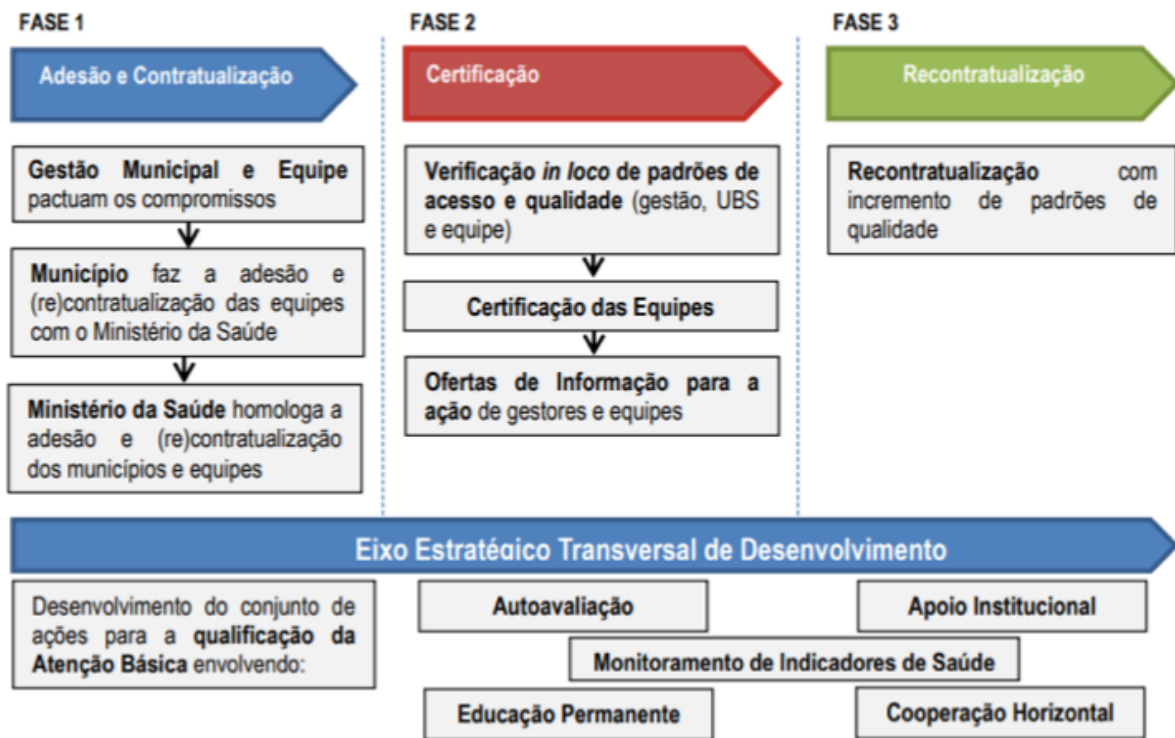 FASE 1
Adesão e Contratualização
Gestão Municipal e Equipe
pactuam os compromissos
Município faz a adesão e
(re)contratualização das equipes
com o Ministério da Saúde
Ministério da Saúde homologa a
adesão e (re)contratualização
dos municípios e equipes
FASE 2
Certificação
Verificação in loco de padrões de
acesso e qualidade (gestão, UBS
e equipe)
Certificação das Equipes
Ofertas de Informação para a
ação de gestores e equipes
FASE 3
Recontratualização
Recontratualização com
incremento de padrões de
qualidade
Eixo Estratégico Transversal de Desenvolvimento
Desenvolvimento do conjunto de
ações para a qualificação da
Atenção Básica envolvendo:
Autoavaliação
Apoio Institucional
Monitoramento de Indicadores de Saúde
Educação Permanente
Cooperação Horizontal